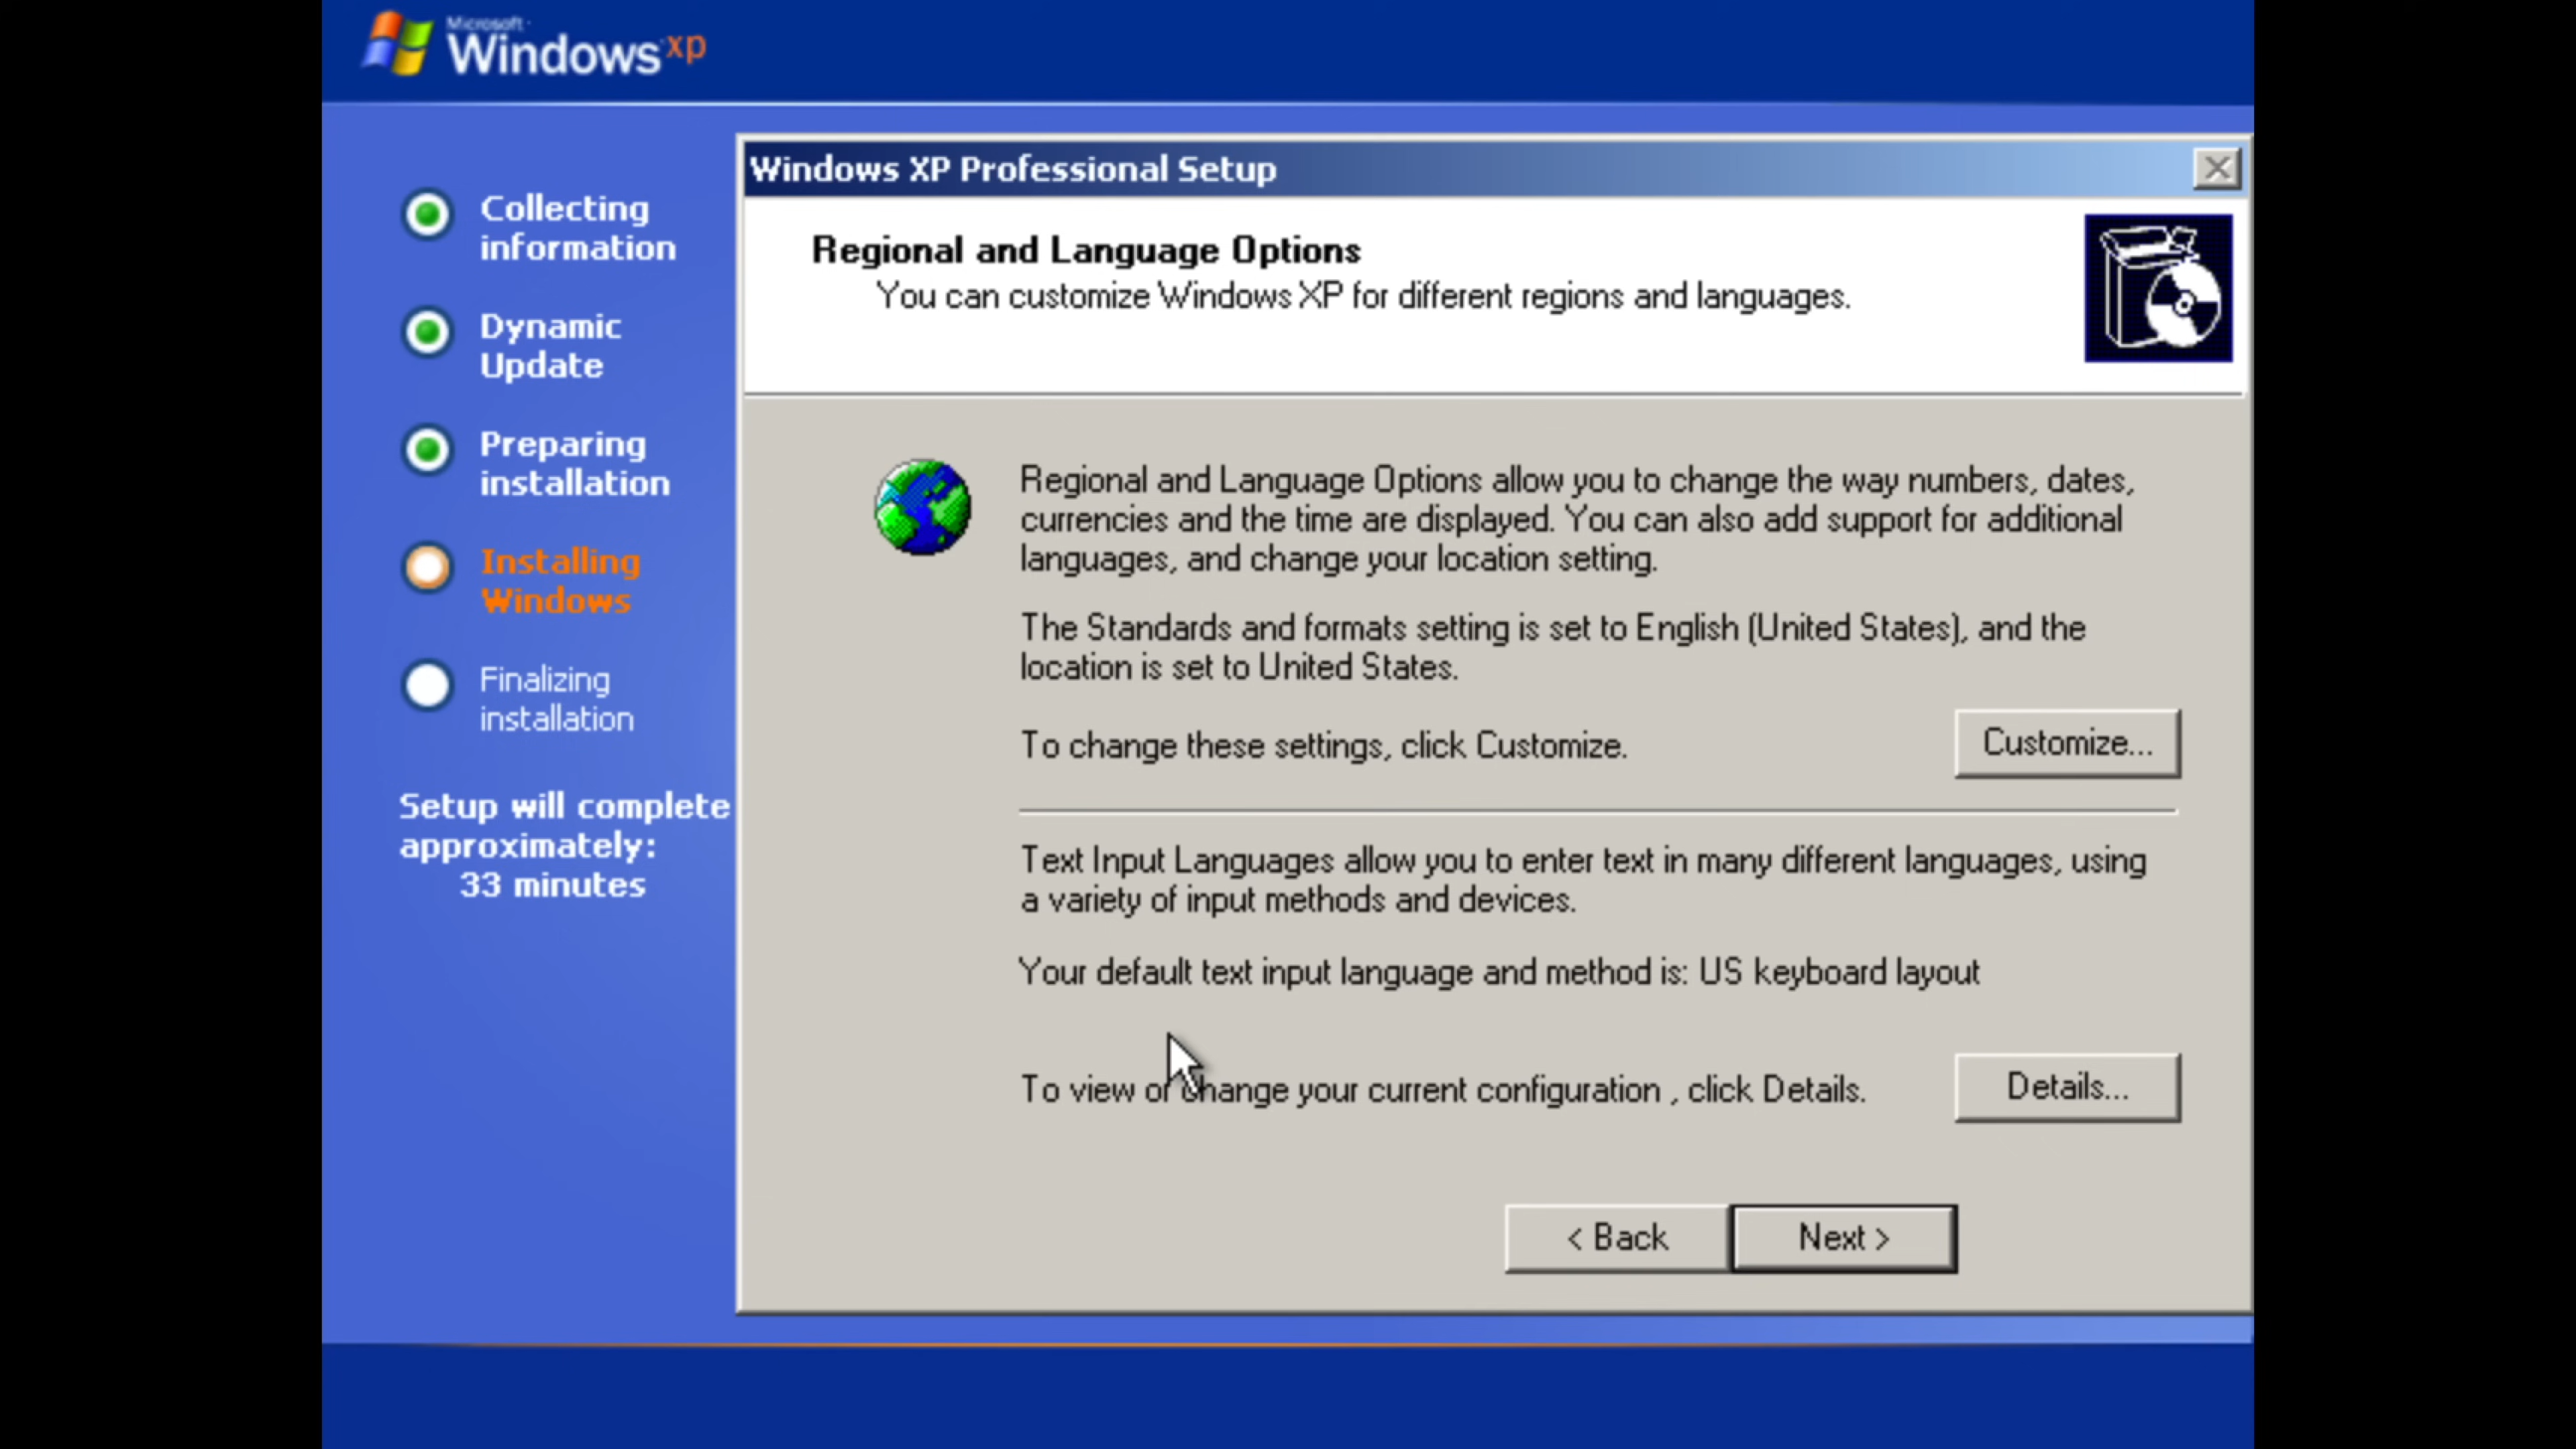 Microsoft
Windows xp
Collecting
information
Dynamic
Update
Preparing
installation
Installing
Windows
Finalizing
installation
Setup will complete
approximately:
33 minutes
Windows XP Professional Setup
Regional and Language Options
You can customize Windows XP for different regions and languages.
Regional and Language Options allow you to change the way numbers, dates,
currencies and the time are displayed. You can also add support for additional
languages, and change your location setting.
The Standards and formats setting is set to English (United States), and the
location is set to United States.
To change these settings, click Customize.
Customize...
Text Input Languages allow you to enter text in many different languages, using
a variety of input methods and devices.
Your default text input language and method is: US keyboard layout
To view or change your current configuration , click Details.
Details...
< Back
Next >